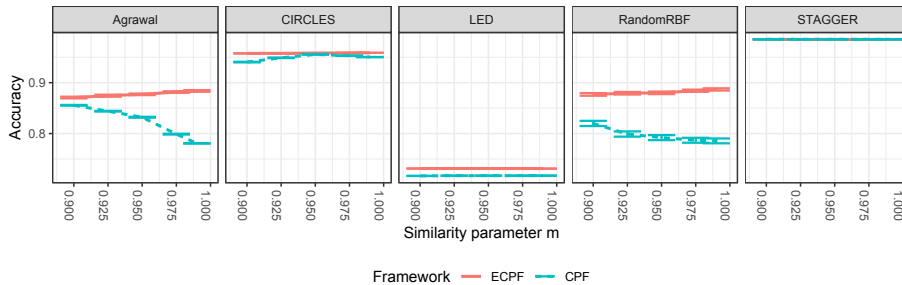 Agrawal CIRCLES LED RandomRBF STAGGER
Accuracy
0.9
0.8
0.900 0.925 0.950 0.975 1.000 0.900 0.925 0.950 0.975 1.000 0.900 0.925 0.950 0.975 1.000 0.900 0.925 0.950 0.975 1.000 0.900 0.925 0.950 0.975 1.000
Similarity parameter m
Framework ECPF CPF